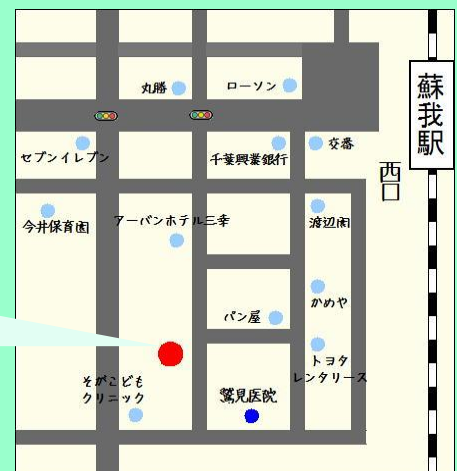 丸勝
ローソン
蘇我駅
セブンイレブン
千葉興業銀行
交番
西口
今井保育園
アーバンホテル三幸
渡辺内科
かめや
パン屋
トヨタ
レンタリース
そがこども
クリニック
鷲見医院